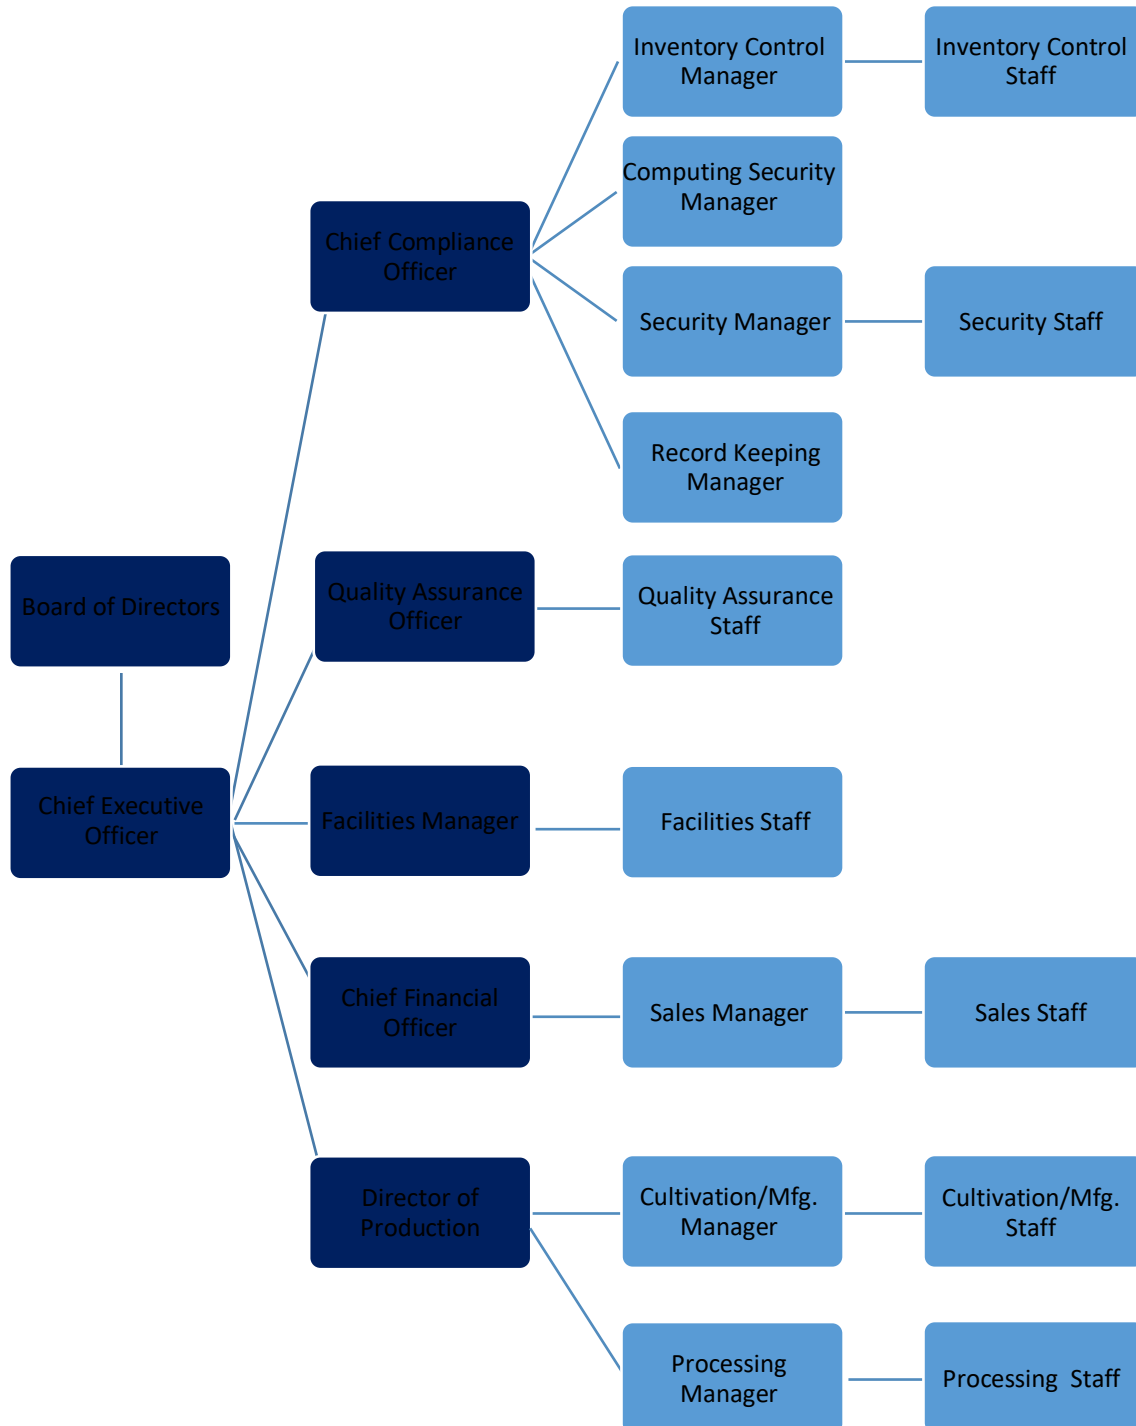 Inventory Control
Manager
Inventory Control
Staff
Computing Security
Manager
Chief Compliance
Officer
Security Manager
Security Staff
Record Keeping
Manager
Board of Directors
Quality Assurance
Officer
Quality Assurance
Staff
Chief Executive
Officer
Facilities Manager
Facilities Staff
Chief Financial
Officer
Sales Manager
Sales Staff
Director of
Production
Cultivation/Mfg.
Manager
Cultivation/Mfg.
Staff
Processing
Manager
Processing  Staff